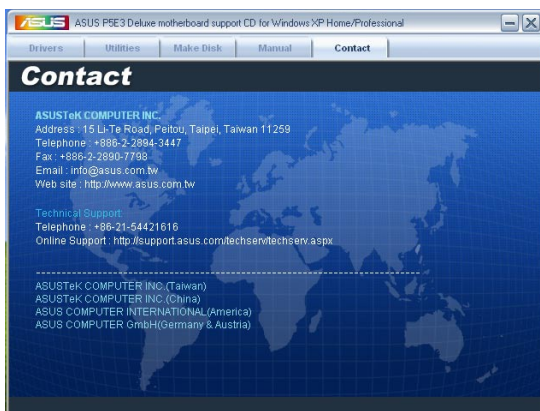 ASUS ASUS P5E3 Deluxe motherboard support CD for Windows XP Home/Professional
Drivers Utilities Make Disk Manual Contact
Contact
ASUSTeK COMPUTER INC.
Address : 15 Li-Te Road, Peitou, Taipei, Taiwan 11259
Telephone : +886-2-2894-3447
Fax : +886-2-2890-7798
Email : info@asus.com.tw
Web site : http://www.asus.com.tw
Technical Support
Telephone : +86-21-54421616
Online Support : http://support.asus.com/techserv/techserv.aspx
ASUSTeK COMPUTER INC.(Taiwan)
ASUSTeK COMPUTER INC.(China)
ASUS COMPUTER INTERNATIONAL(America)
ASUS COMPUTER GmbH(Germany & Austria)